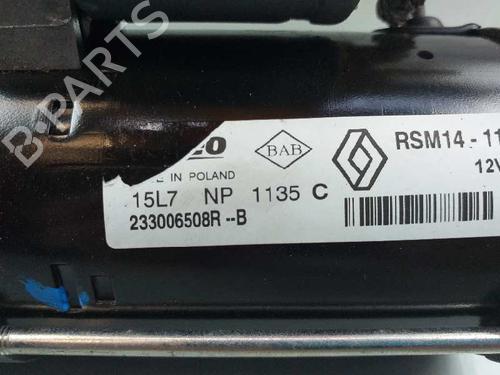 B-PARTS
BAB
RSM14-11
IN POLAND
12V
15L7 NP 1135 C
233006508R--B